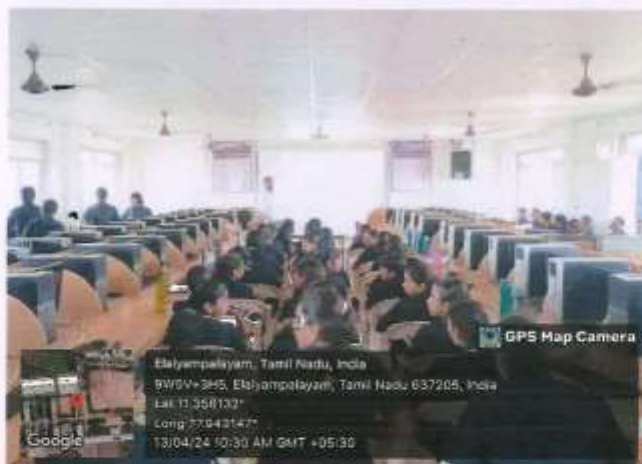 GPS Map Camera
Elaiyampalayam, Tamil Nadu, India
9W5V+3H5, Elaiyampalayam, Tamil Nadu 637205, India
Lat 11.356132°
Long 77.943147°
13/04/24 10:30 AM GMT +05:30
Google